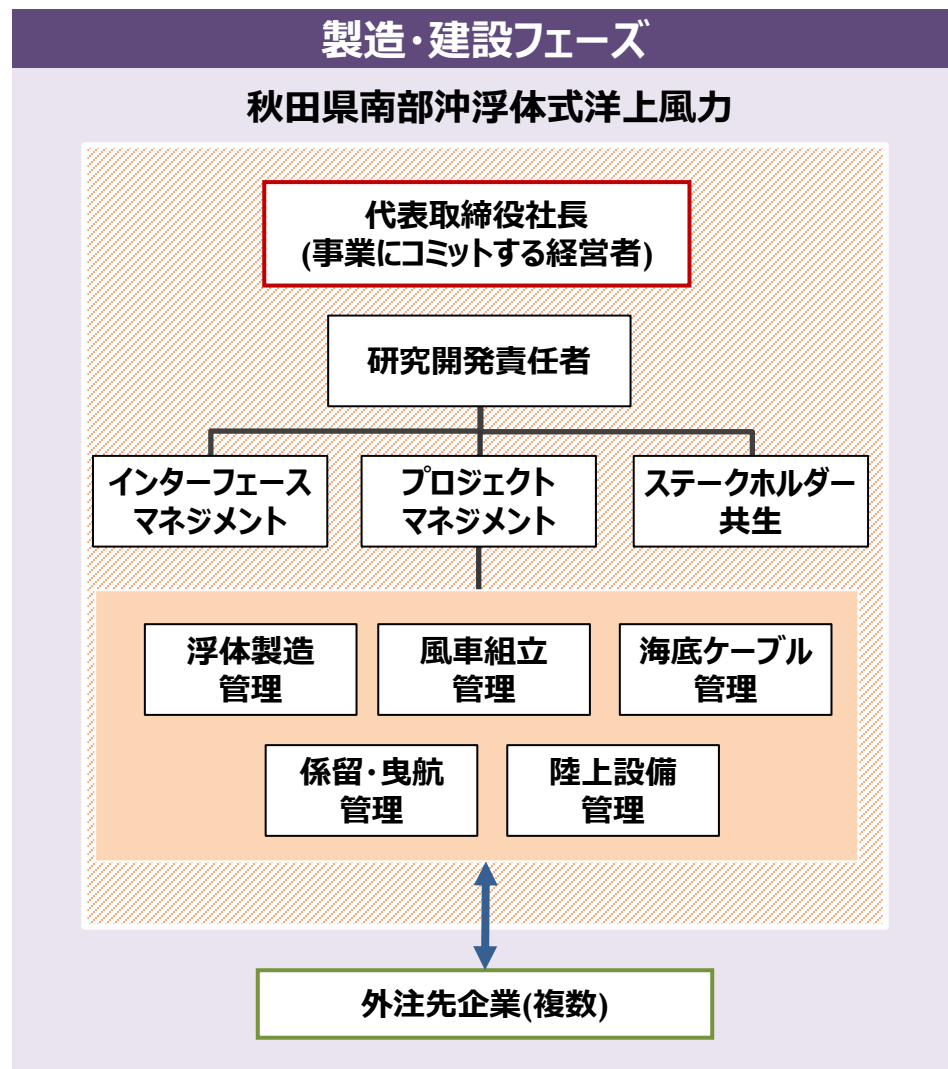 製造・建設フェーズ
秋田県南部沖浮体式洋上風力
代表取締役社長
(事業にコミットする経営者)
研究開発責任者
インターフェース
マネジメント
プロジェクト
マネジメント
ステークホルダー
共生
浮体製造
管理
風車組立
管理
海底ケーブル
管理
係留・曳航
管理
陸上設備
管理
外注先企業(複数)